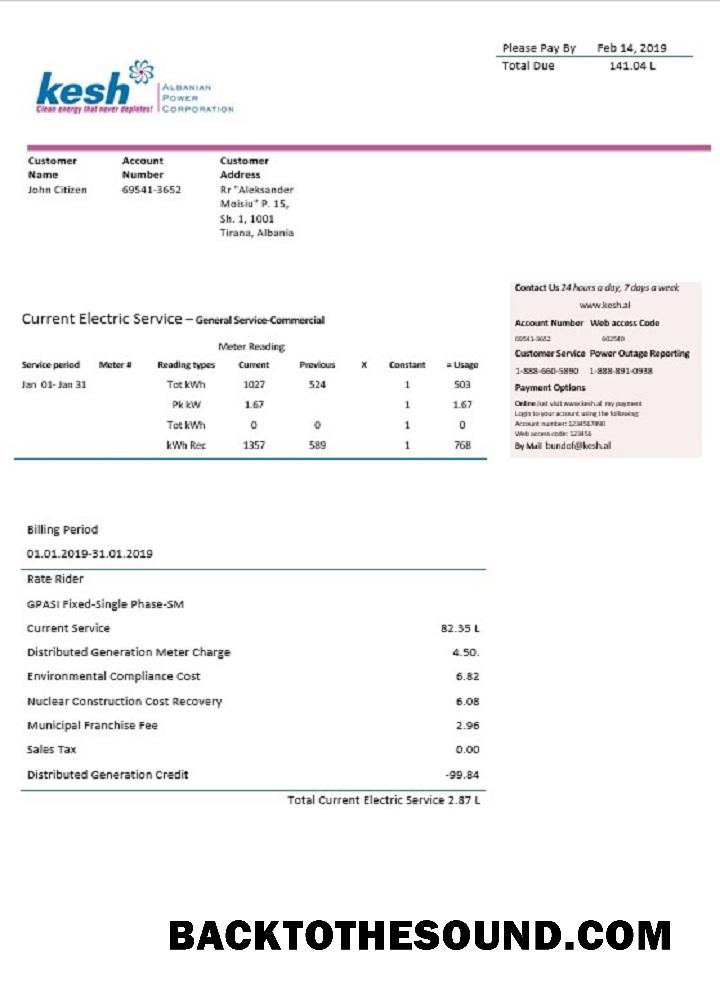 Please Pay By Feb 14, 2019
Total Due 141.04 L
kesh
Clean energy that never depletes!
ALBANIAN
POWER
CORPORATION
Customer Account Customer
Name Number Address
John Citizen 69541-3652 Rr "Aleksander
Moisiu" P. 15,
Sh. 1, 1001
Tirana, Albania
Contact Us 24 hours a day, 7 days a week
www.kesh.al
Account Number Web access Code
69541-3652
Customer Service Power Outage Reporting
1-888-660-5890 1-888-891-0938
Payment Options
Online Just visit www.kesh.al my payment
Login to your account using the following:
Account number: 1234567890
Web access code: 123456
By Mail bundof@kesh.al
Current Electric Service – General Service-Commercial
Meter Reading
Service period Meter # Reading types Current Previous X Constant = Usage
Jan 01- Jan 31 Tot kWh 1027 524 1 503
Pk kW 1.67 1 1.67
Tot kWh 0 0 1 0
kWh Rec 1357 589 1 768
Billing Period
01.01.2019-31.01.2019
Rate Rider
GPASI Fixed-Single Phase-SM
Current Service 82.35 L
Distributed Generation Meter Charge 4.50.
Environmental Compliance Cost 6.82
Nuclear Construction Cost Recovery 6.08
Municipal Franchise Fee 2.96
Sales Tax 0.00
Distributed Generation Credit -99.84
Total Current Electric Service 2.87 L
BACKTOTHESOUND.COM